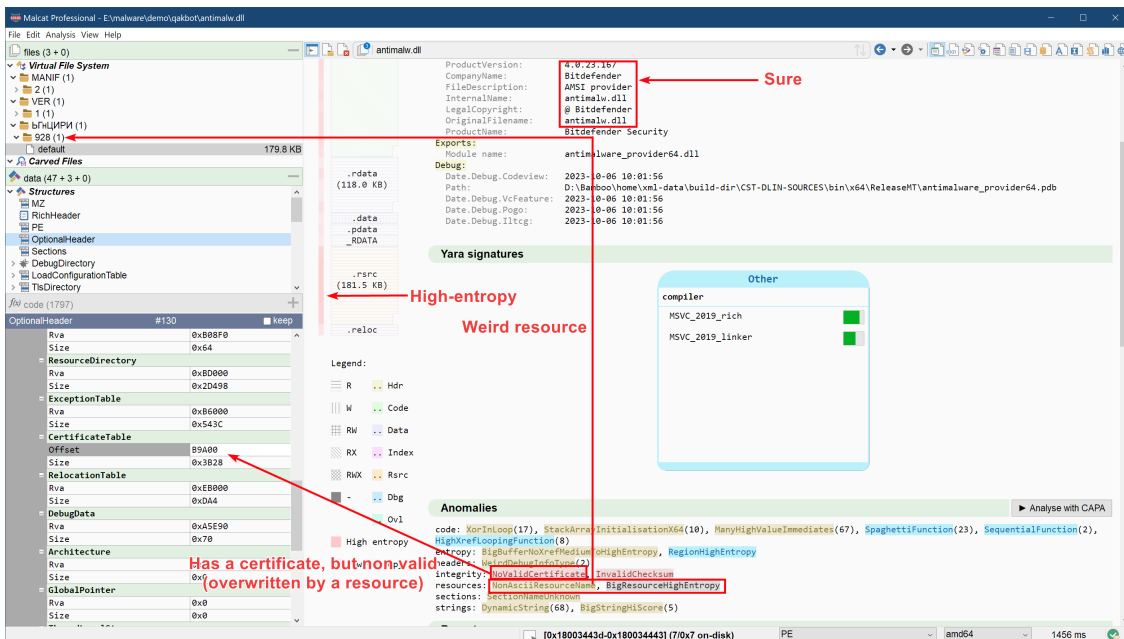 Malcat Professional - E:\malware\demo\qakbot\antimalw.dll
File Edit Analysis View Help
files (3 + 0)
antimalw.dll
Virtual File System
MANIF (1)
2 (1)
VER (1)
1 (1)
ЬГнЦИРИ (1)
928 (1)
default 179.8 KB
Carved Files
data (47 + 3 + 0)
Structures
MZ
RichHeader
PE
OptionalHeader
Sections
DebugDirectory
LoadConfigurationTable
TlsDirectory
f(x) code (1797)
OptionalHeader #130 keep
Rva 0xB08F0
Size 0x64
ResourceDirectory
Rva 0xBD000
Size 0x2D498
ExceptionTable
Rva 0xB6000
Size 0x543C
CertificateTable
Offset B9A00
Size 0x3B28
RelocationTable
Rva 0xEB000
Size 0xDA4
DebugData
Rva 0xA5E90
Size 0x70
Architecture
Rva 0x0
Size
GlobalPointer
Rva 0x0
Size 0x0
.rdata
(118.0 KB)
.data
.pdata
_RDATA
.rsrc
(181.5 KB)
.reloc
Legend:
R .. Hdr
W .. Code
RW .. Data
RX .. Index
RWX .. Rsrc
- .. Dbg
.. Ovl
High entropy
ProductVersion: 4.0.23.167
CompanyName: Bitdefender
FileDescription: AMSI provider
InternalName: antimalw.dll
LegalCopyright: @ Bitdefender
OriginalFilename: antimalw.dll
ProductName: Bitdefender Security
Exports:
Module name: antimalware_provider64.dll
Debug:
Date.Debug.Codeview: 2023-10-06 10:01:56
Path: D:\Bamboo\home\xml-data\build-dir\CST-DLIN-SOURCES\bin\x64\ReleaseMT\antimalware_provider64.pdb
Date.Debug.VcFeature: 2023-10-06 10:01:56
Date.Debug.Pogo: 2023-10-06 10:01:56
Date.Debug.Iltcg: 2023-10-06 10:01:56
Sure
Yara signatures
Other
compiler
MSVC_2019_rich
MSVC_2019_linker
High-entropy
Weird resource
Has a certificate, but non valid
(overwritten by a resource)
Anomalies
Analyse with CAPA
code: XorInLoop(17), StackArrayInitialisationX64(10), ManyHighValueImmediates(67), SpaghettiFunction(23), SequentialFunction(2),
HighXrefLoopingFunction(8)
entropy: BigBufferNoXrefMediumToHighEntropy, RegionHighEntropy
headers: WeirdDebugInfoType(2)
integrity: NoValidCertificate, InvalidChecksum
resources: NonAsciiResourceName, BigResourceHighEntropy
sections: SectionNameUnknown
strings: DynamicString(68), BigStringHiScore(5)
[0x18003443d-0x180034443] (7/0x7 on-disk) PE amd64 1456 ms